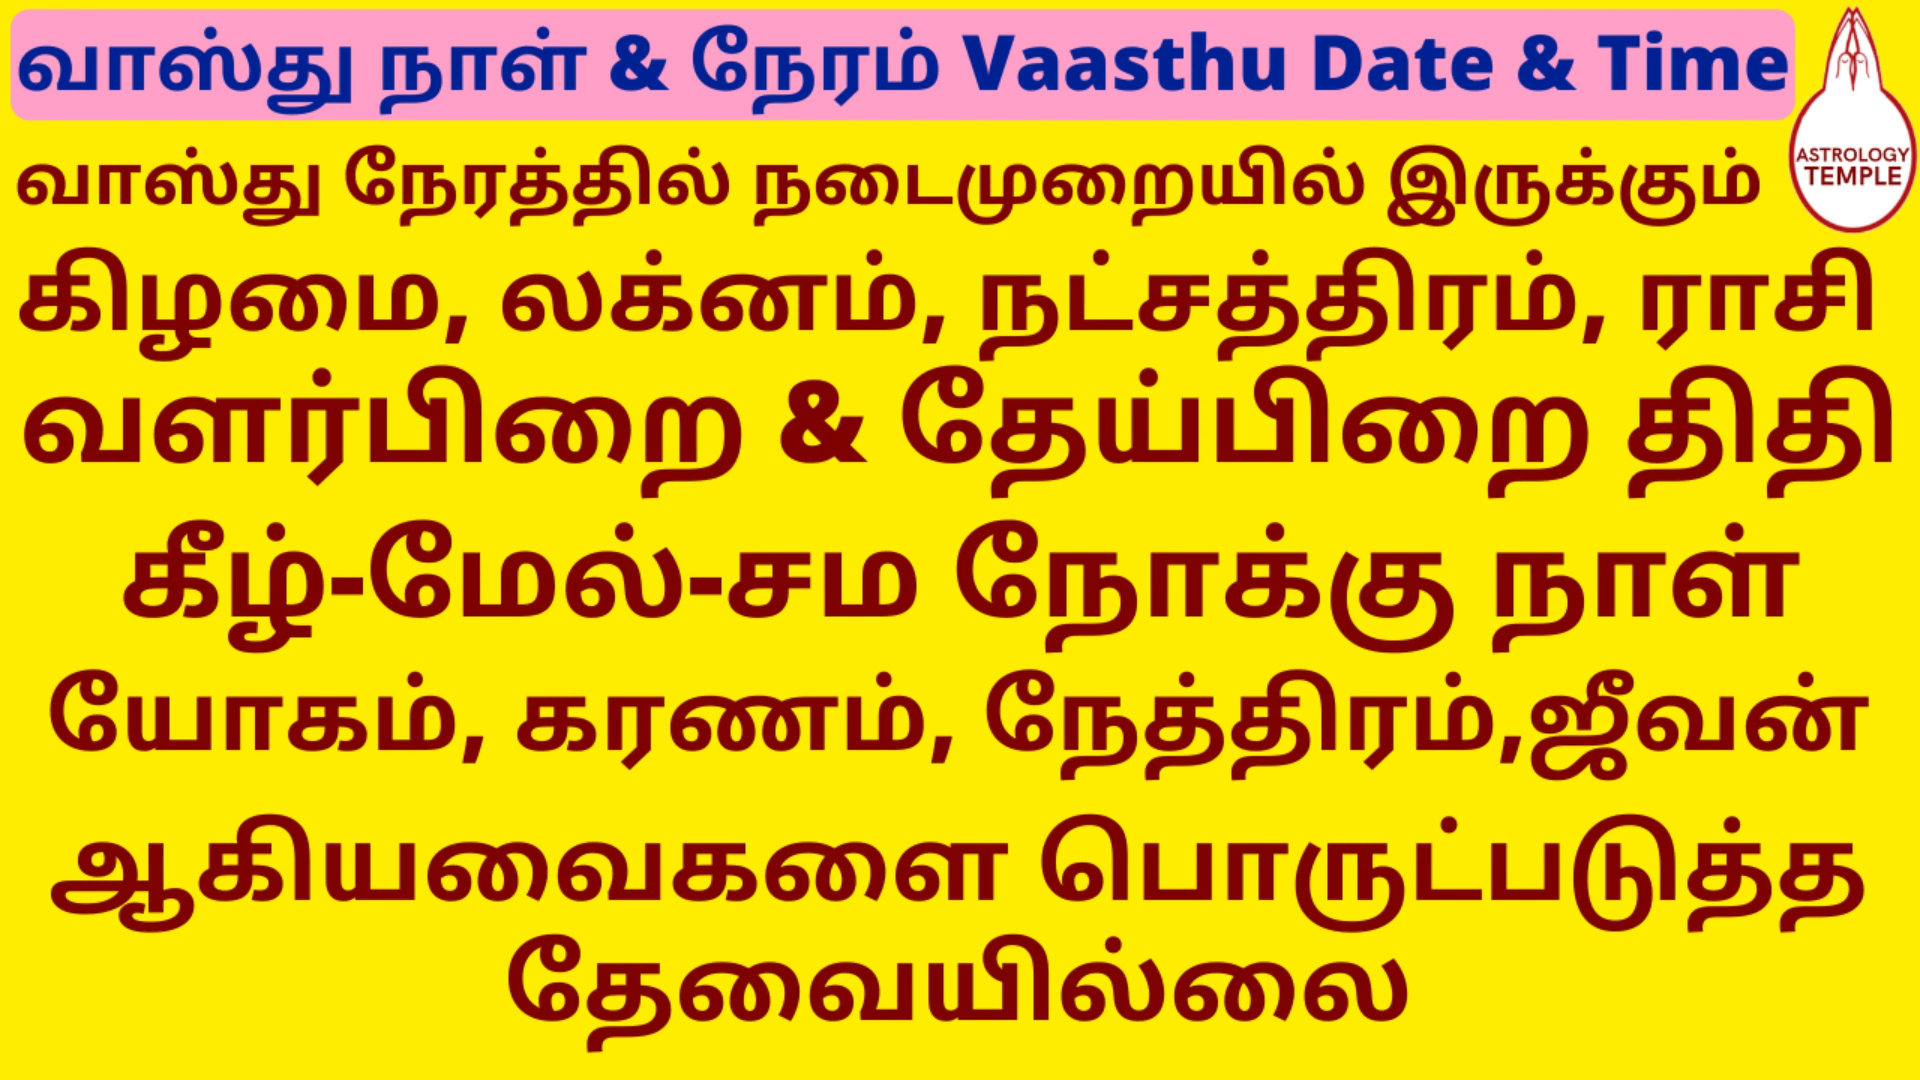 வாஸ்து நாள் & நேரம் Vaasthu Date & Time
ASTROLOGY
TEMPLE
வாஸ்து நேரத்தில் நடைமுறையில் இருக்கும்
கிழமை, லக்னம், நட்சத்திரம், ராசி
வளர்பிறை & தேய்பிறை திதி
கீழ்-மேல்-சம நோக்கு நாள்
யோகம், கரணம், நேத்திரம்,ஜீவன்
ஆகியவைகளை பொருட்படுத்த
தேவையில்லை